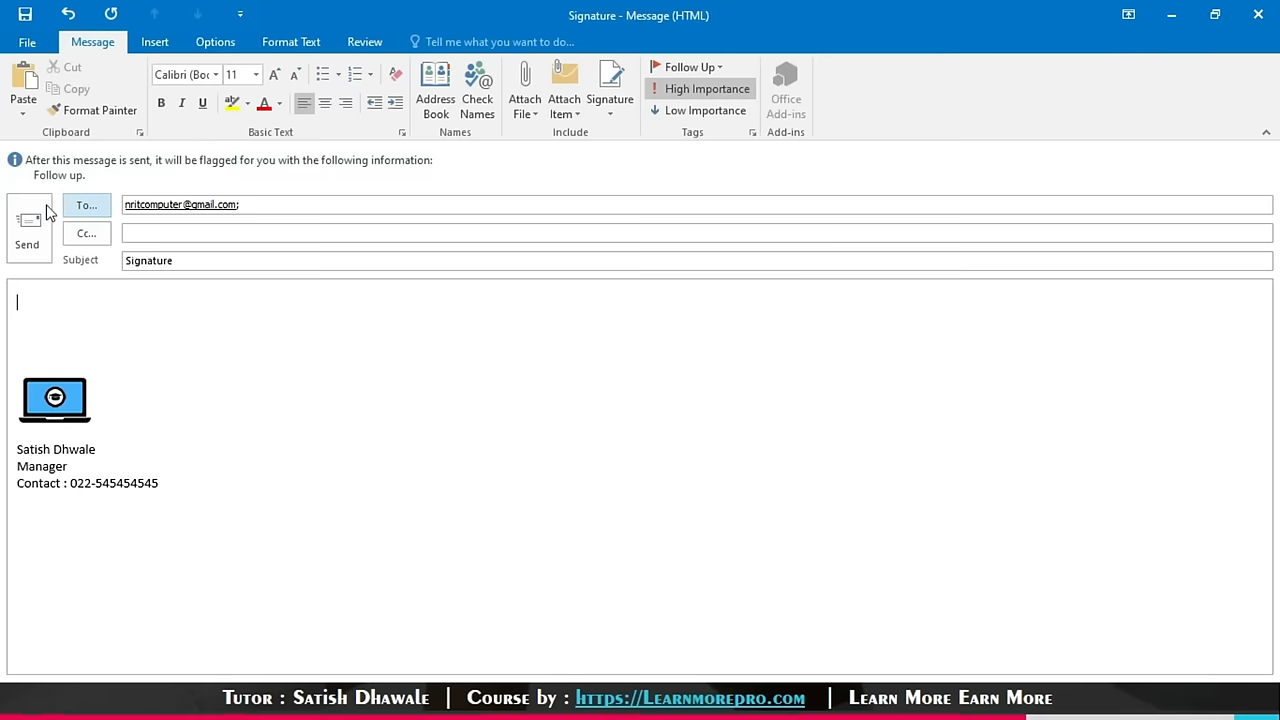 Signature - Message (HTML)
File Message Insert Options Format Text Review Tell me what you want to do...
Paste
Cut
Copy
Format Painter
Clipboard
Calibri (Boc 11
B I U A
Basic Text
Address Book
Check Names
Names
Attach File
Attach Item
Signature
Include
Follow Up
High Importance
Low Importance
Tags
Office Add-ins
Add-ins
After this message is sent, it will be flagged for you with the following information:
Follow up.
Send
To... nritcomputer@gmail.com;
Cc...
Subject Signature
Satish Dhwale
Manager
Contact : 022-545454545
Tutor : Satish Dhawale | Course by : https://Learnmorepro.com | Learn More Earn More